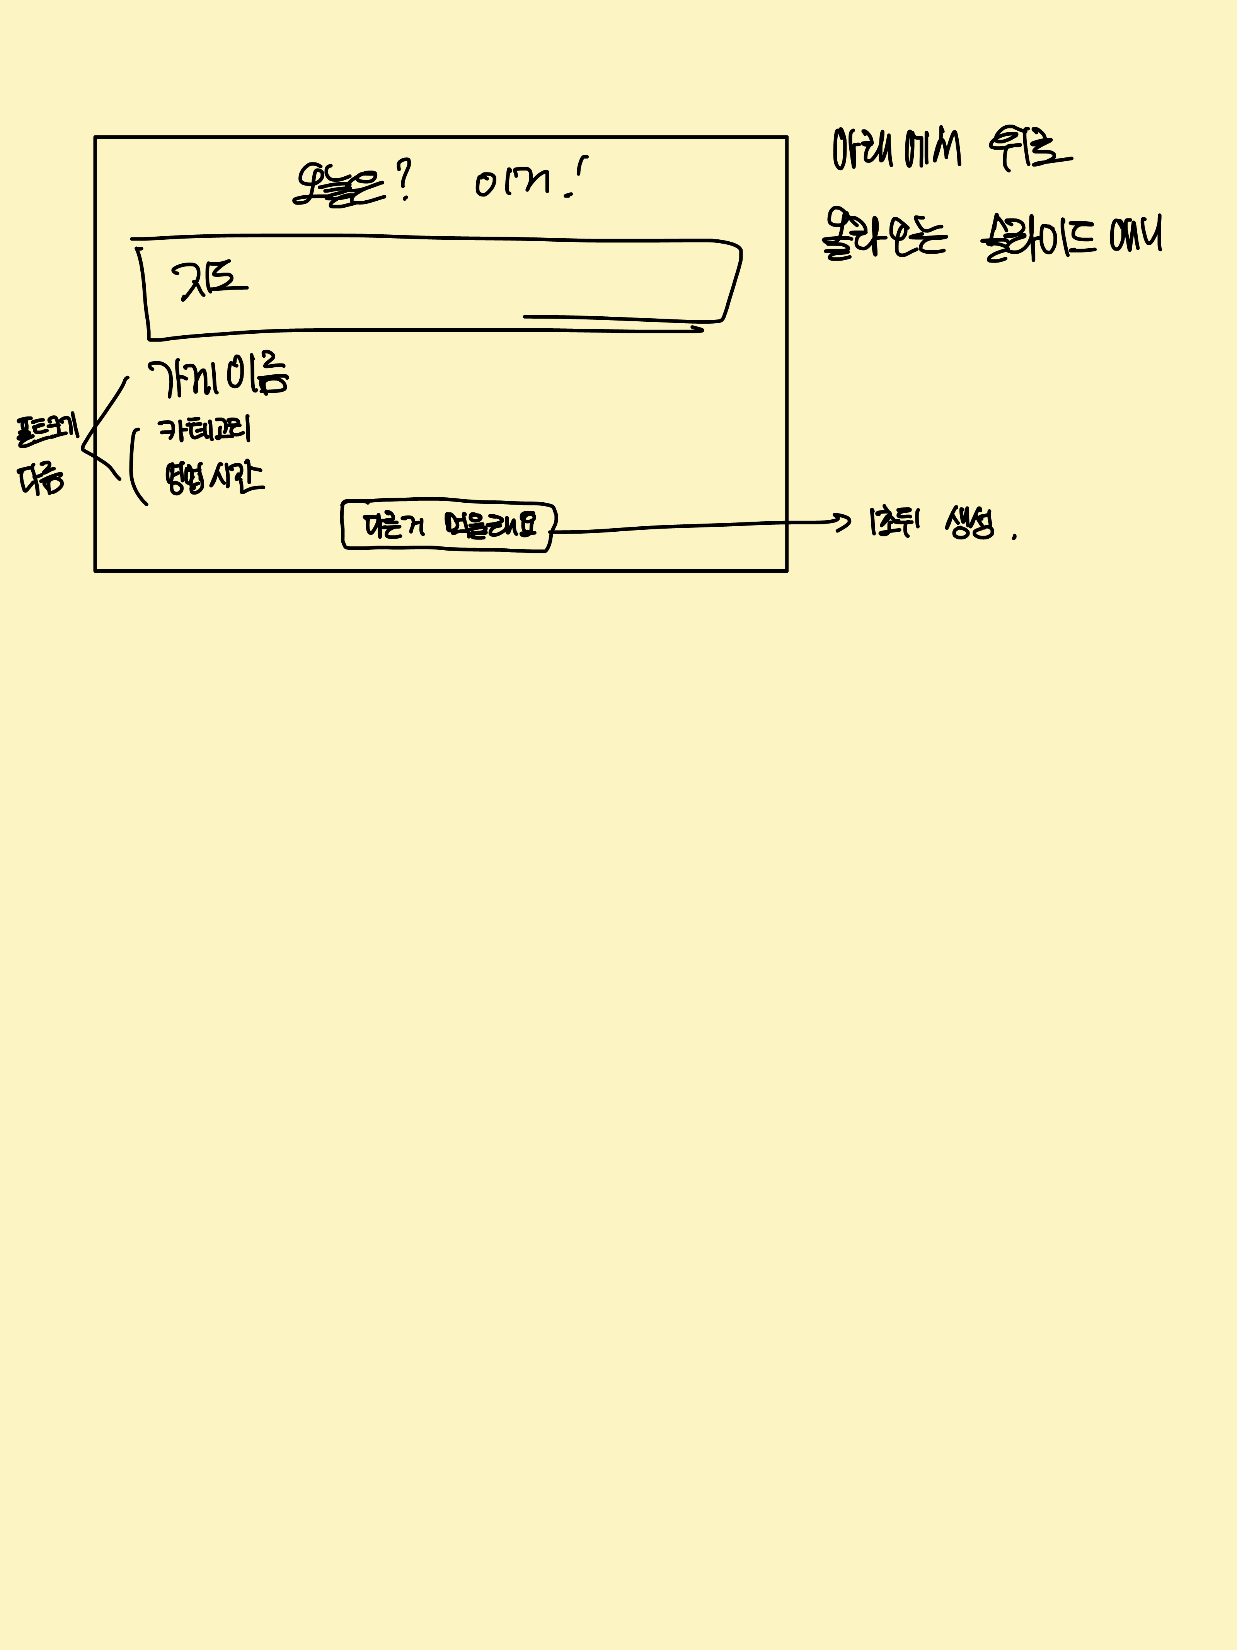 오늘은? 이거!
아래에서 위로
올라오는 슬라이드 애니
지도
가게이름
폰트크기
다름
카테고리
영업시간
다른거 먹을래요
1초뒤 생성.